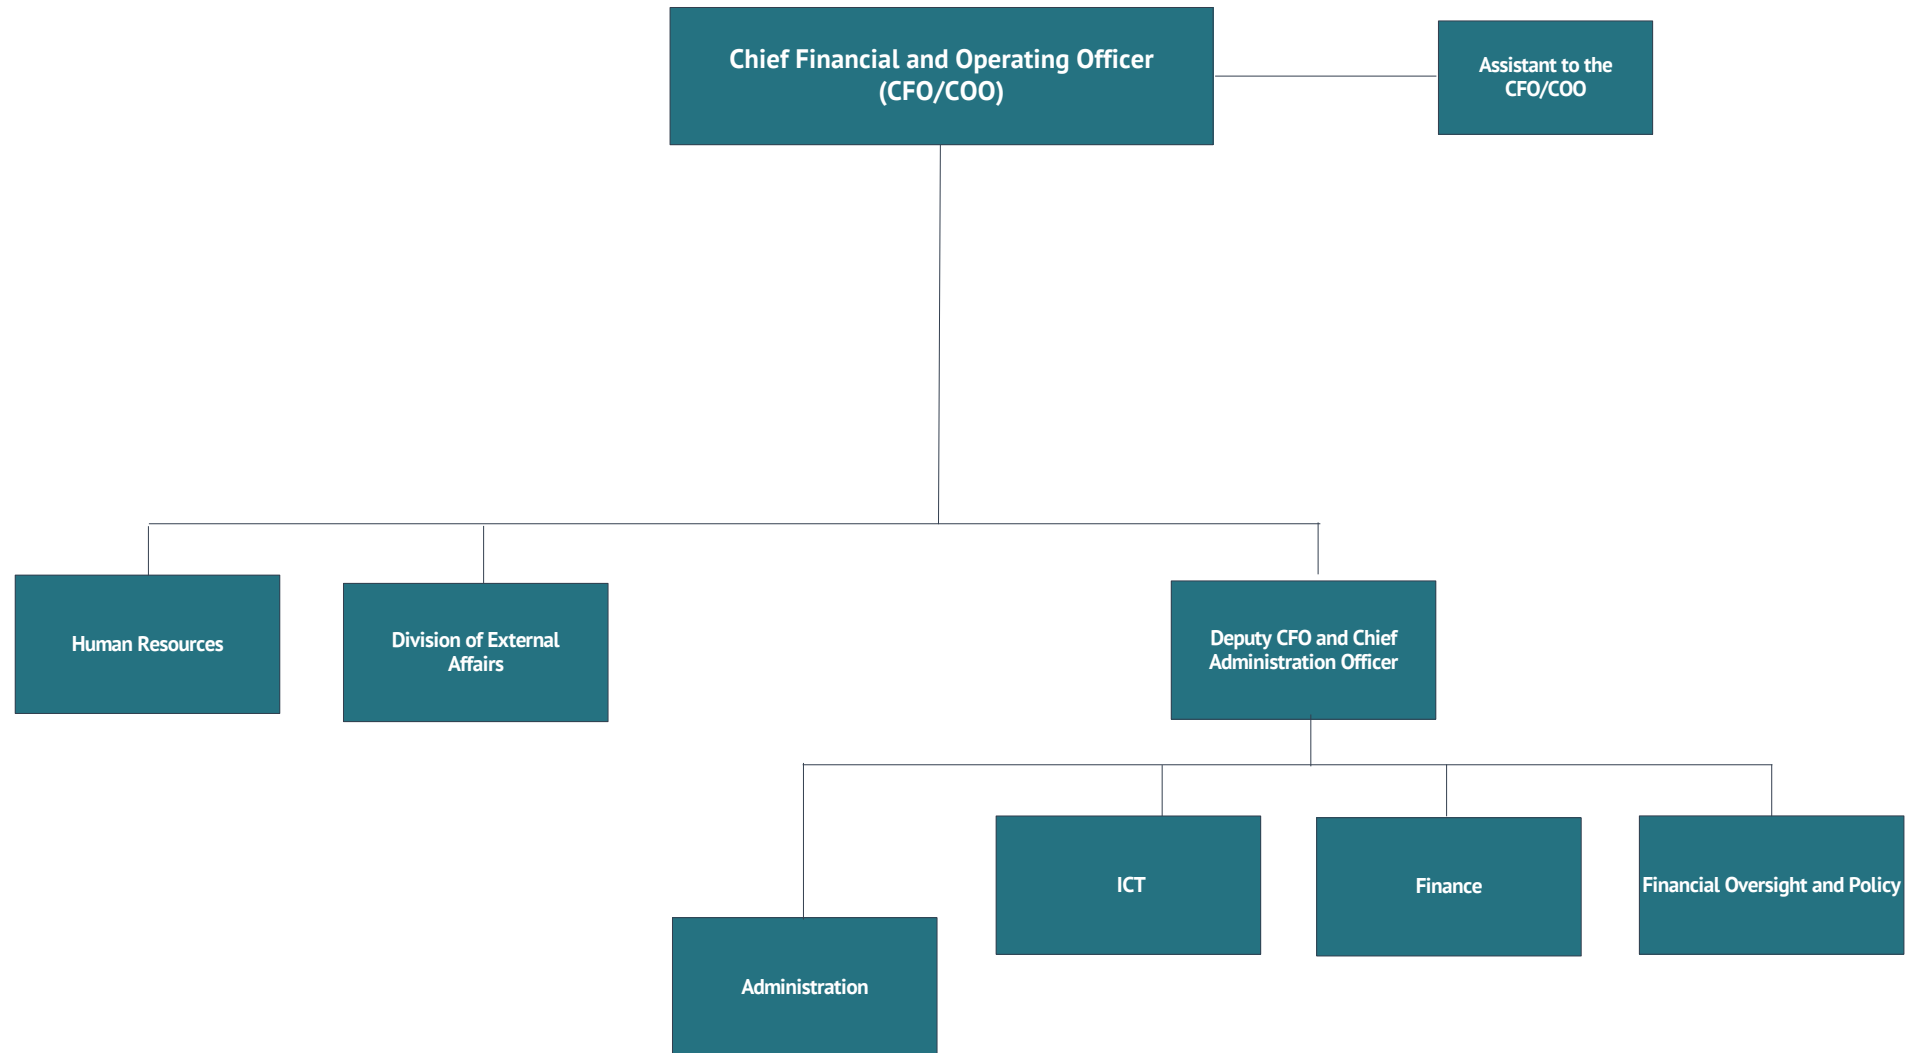 Chief Financial and Operating Officer
(CFO/COO)
Assistant to the
CFO/COO
Human Resources
Division of External
Affairs
Deputy CFO and Chief
Administration Officer
ICT
Finance
Financial Oversight and Policy
Administration